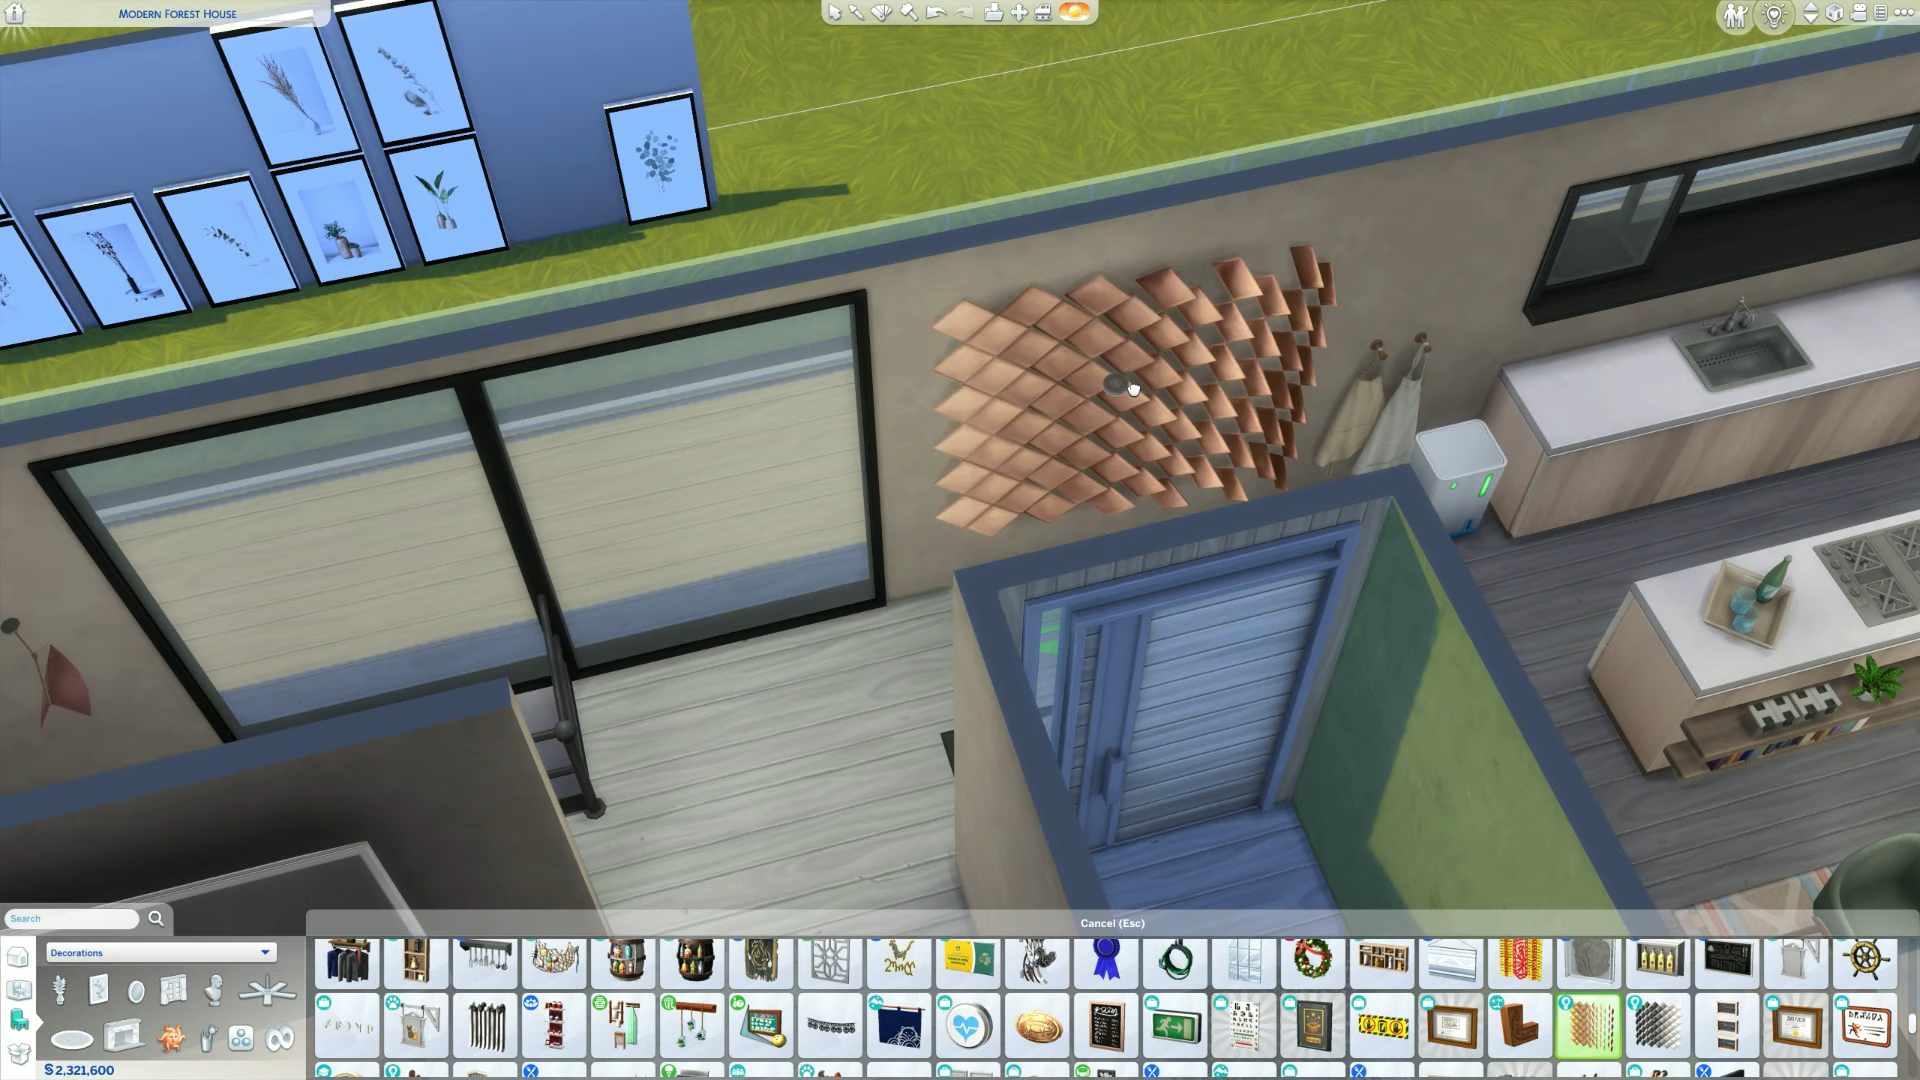 MODERN FOREST HOUSE
Search
Cancel (Esc)
Decorations
$2,321,600